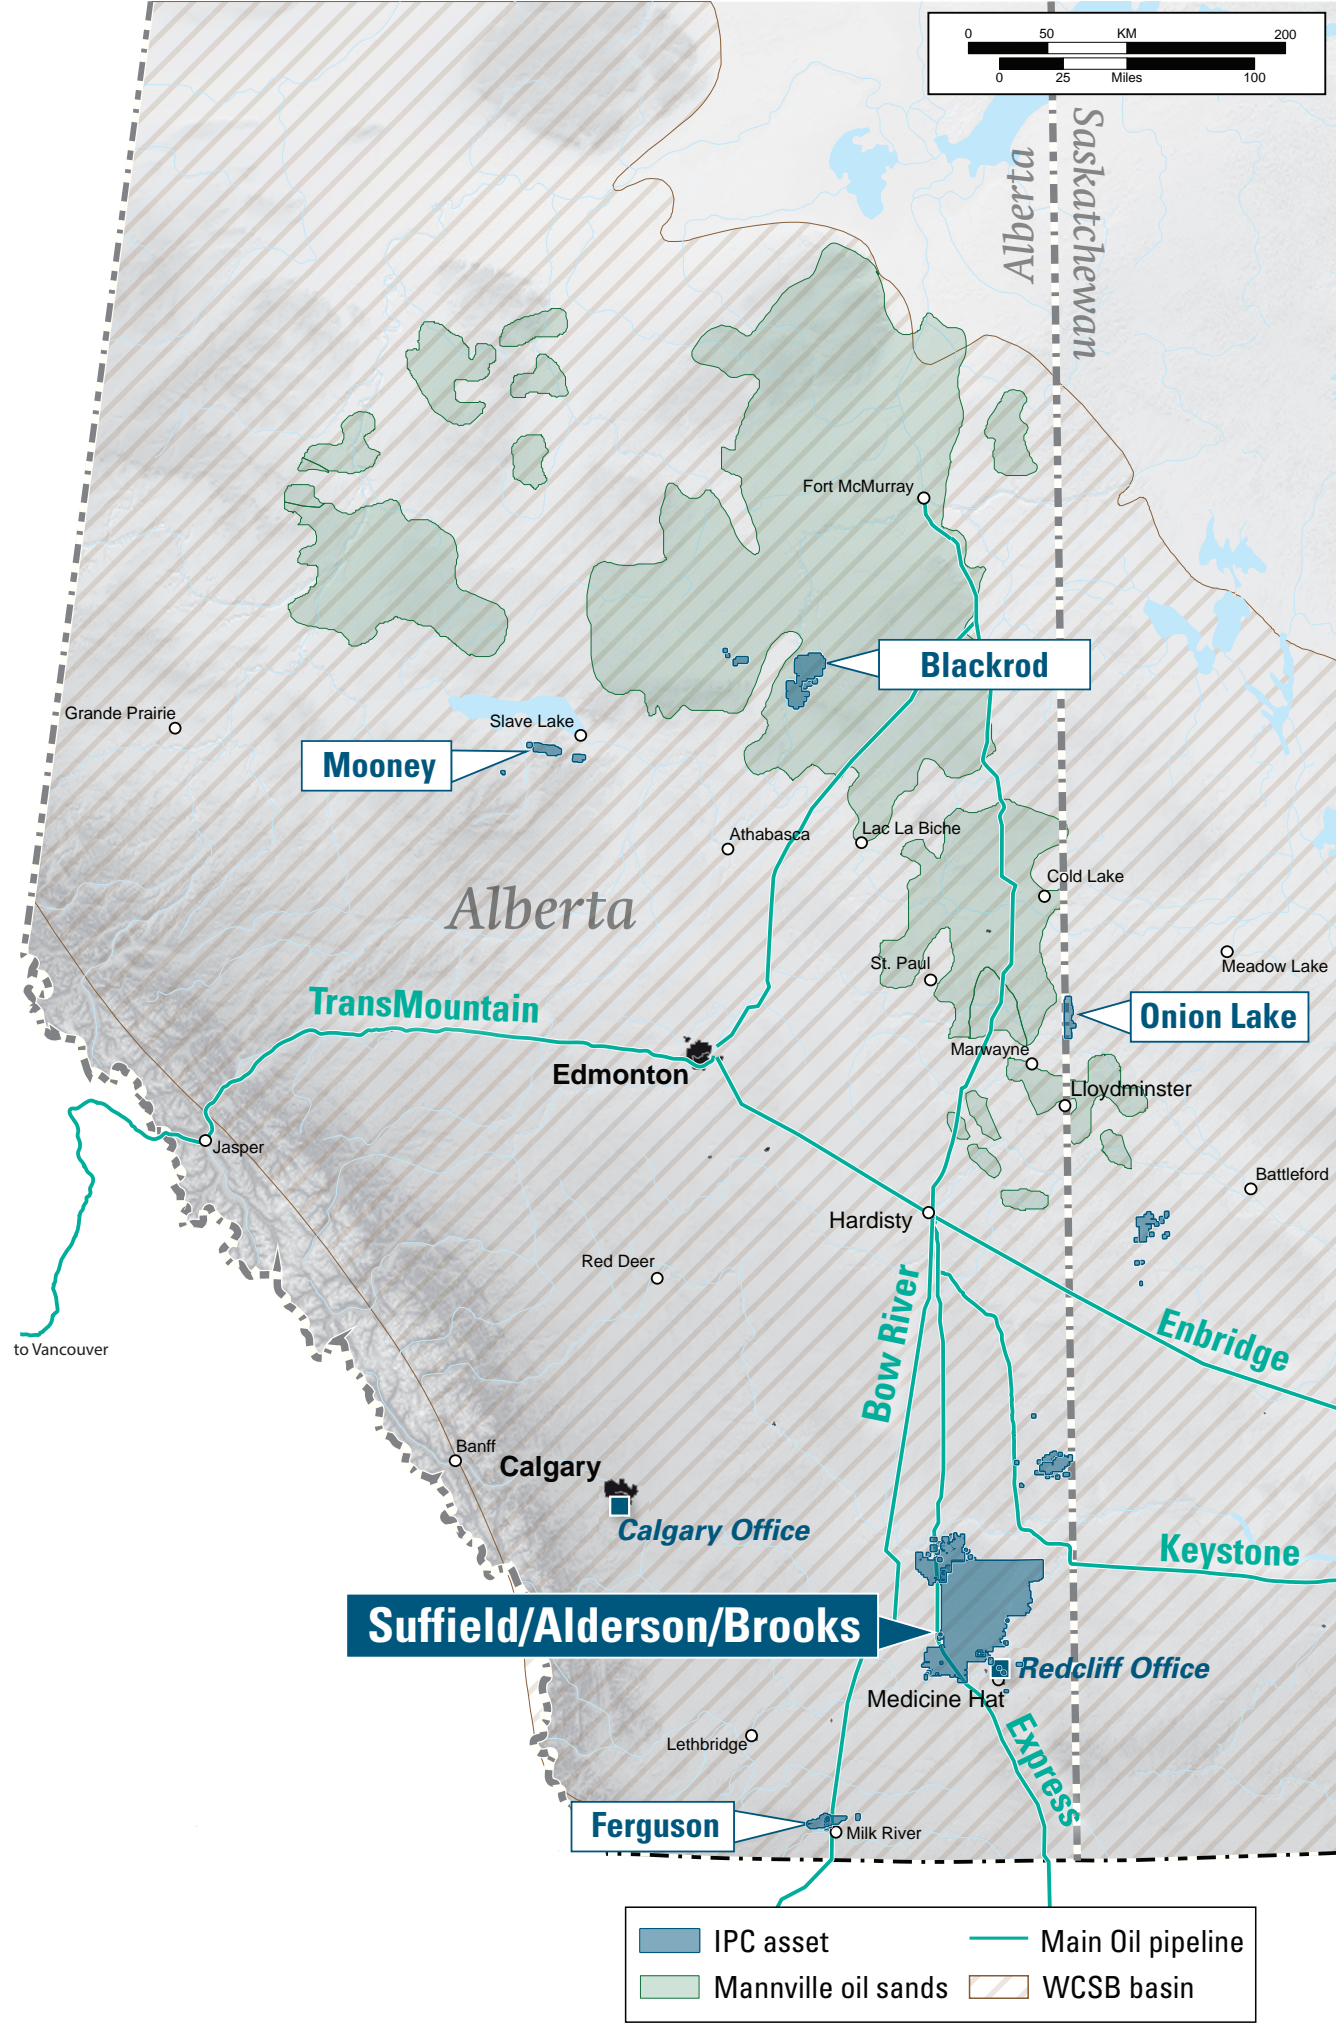 0 50 KM 200
0 25 Miles 100
Alberta
Saskatchewan
Fort McMurray
Blackrod
Grande Prairie
Slave Lake
Mooney
Athabasca
Lac La Biche
Cold Lake
Alberta
St. Paul
Meadow Lake
TransMountain
Onion Lake
Marwayne
Edmonton
Lloydminster
Jasper
Battleford
Hardisty
Red Deer
Bow River
Enbridge
to Vancouver
Banff
Calgary
Calgary Office
Keystone
Suffield/Alderson/Brooks
Redcliff Office
Medicine Hat
Express
Lethbridge
Ferguson
Milk River
IPC asset
Main Oil pipeline
Mannville oil sands
WCSB basin